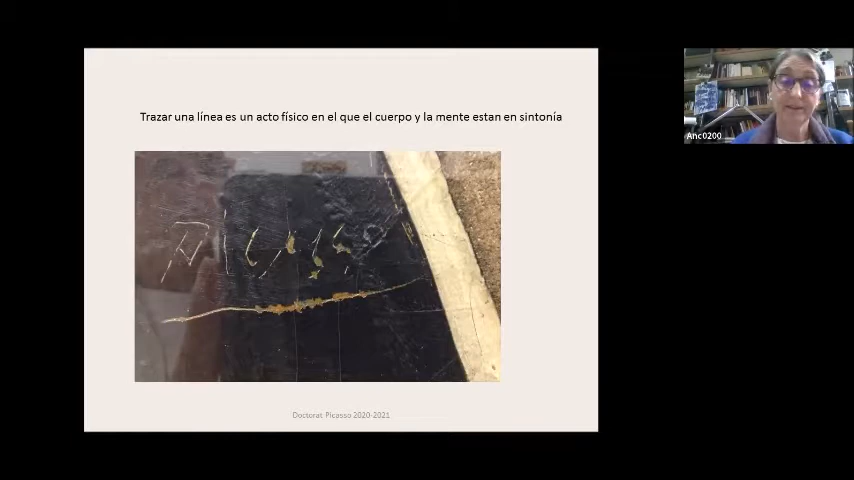 Trazar una línea es un acto físico en el que el cuerpo y la mente estan en sintonía
Doctorat Picasso 2020-2021
Anc0200